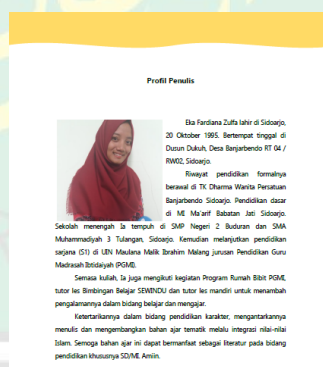 Profil Penulis
Eka Fardiana Zulfa lahir di Sidoarjo,
20 Oktober 1995. Bertempat tinggal di
Dusun Dukuh, Desa Banjarbendo RT 04 /
RW02, Sidoarjo.
Riwayat pendidikan formalnya
berawal di TK Dharma Wanita Persatuan
Banjarbendo Sidoarjo. Pendidikan dasar
di MI Ma'arif Babatan Jati Sidoarjo.
Sekolah menengah Ia tempuh di SMP Negeri 2 Buduran dan SMA
Muhammadiyah 3 Tulangan, Sidoarjo. Kemudian melanjutkan pendidikan
sarjana (S1) di UIN Maulana Malik Ibrahim Malang jurusan Pendidikan Guru
Madrasah Ibtidaiyah (PGMI).
Semasa kuliah, Ia juga mengikuti kegiatan Program Rumah Bibit PGMI,
tutor les Bimbingan Belajar SEWINDU dan tutor les mandiri untuk menambah
pengalamannya dalam bidang belajar dan mengajar.
Ketertarikannya dalam bidang pendidikan karakter, mengantarkannya
menulis dan mengembangkan bahan ajar tematik melalui integrasi nilai-nilai
Islam. Semoga bahan ajar ini dapat bermanfaat sebagai literatur pada bidang
pendidikan khususnya SD/MI. Amiin.